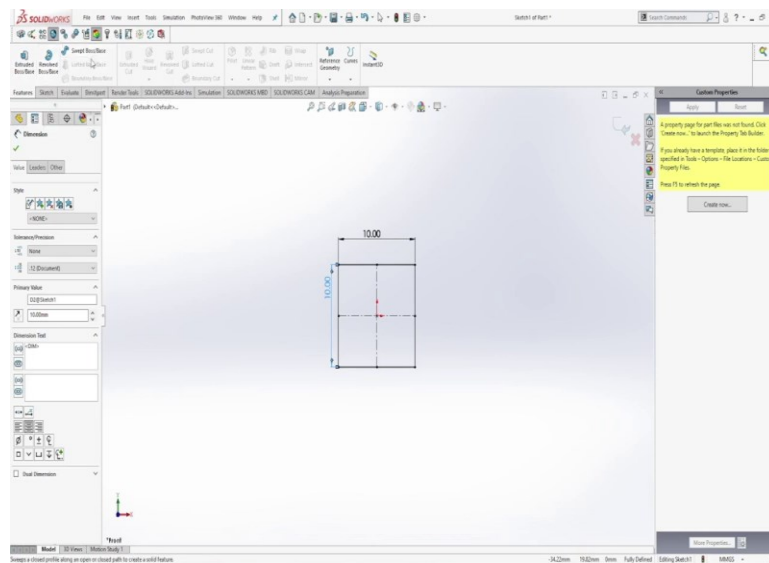 SOLIDWORKS File Edit View Insert Tools Simulation PhotoView 360 Window Help
Sketch1 of Part1 *
Search Commands
Extruded Boss/Base
Revolved Boss/Base
Swept Boss/Base
Lofted Boss/Base
Boundary Boss/Base
Extruded Cut
Hole Wizard
Revolved Cut
Swept Cut
Lofted Cut
Boundary Cut
Fillet
Linear Pattern
Rib
Draft
Shell
Wrap
Intersect
Mirror
Reference Geometry
Curves
Instant3D
Features Sketch Evaluate DimXpert Render Tools SOLIDWORKS Add-Ins Simulation SOLIDWORKS MBD SOLIDWORKS CAM Analysis Preparation
Part1 (Default<<Default>...
Dimension
Value Leaders Other
Style
<NONE>
Tolerance/Precision
None
.12 (Document)
Primary Value
D2@Sketch1
10.00mm
Dimension Text
<DIM>
Dual Dimension
10.00
10.00
Y
*Front
Custom Properties
Apply Reset
A property page for part files was not found. Click
'Create now...' to launch the Property Tab Builder.
If you already have a template, place it in the folder
specified in Tools - Options - File Locations - Custo
Property Files.
Press F5 to refresh the page.
Create now...
More Properties...
Model 3D Views Motion Study 1
Sweeps a closed profile along an open or closed path to create a solid feature.
-34.22mm 19.02mm 0mm Fully Defined Editing Sketch1 MMGS